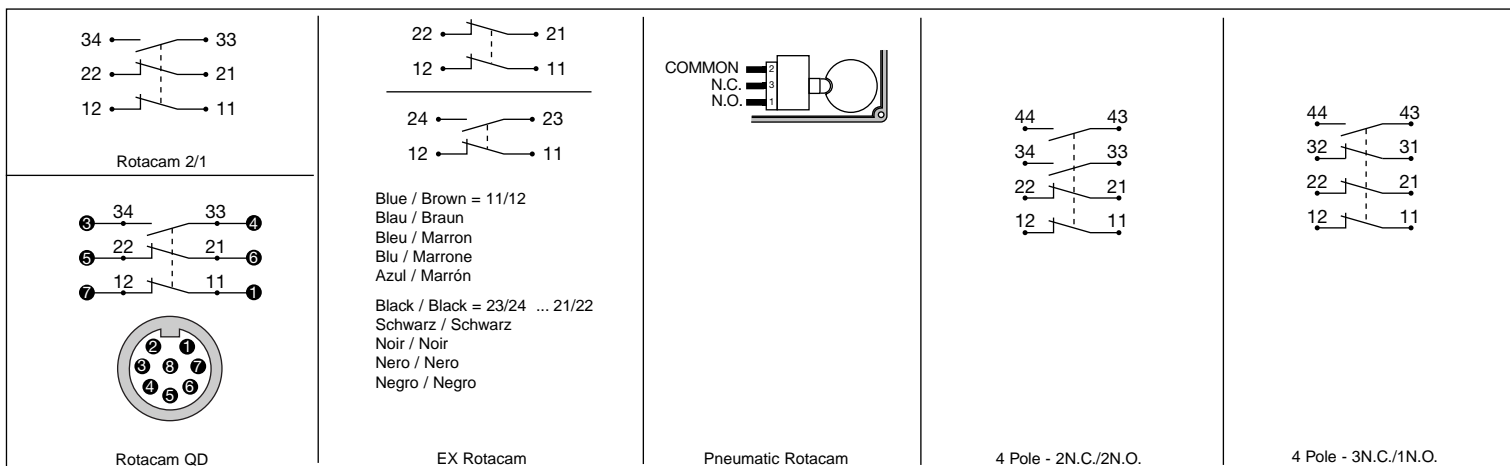 34 33
22 21
12 11
Rotacam 2/1
3 34 33 4
5 22 21 6
7 12 11 1
2 1
3 8 7
4 6
5
Rotacam QD
22 21
12 11
24 23
12 11
Blue / Brown = 11/12
Blau / Braun
Bleu / Marron
Blu / Marrone
Azul / Marrón
Black / Black = 23/24 ... 21/22
Schwarz / Schwarz
Noir / Noir
Nero / Nero
Negro / Negro
EX Rotacam
COMMON 2
N.C. 3
N.O. 1
Pneumatic Rotacam
44 43
34 33
22 21
12 11
4 Pole - 2N.C./2N.O.
44 43
32 31
22 21
12 11
4 Pole - 3N.C./1N.O.